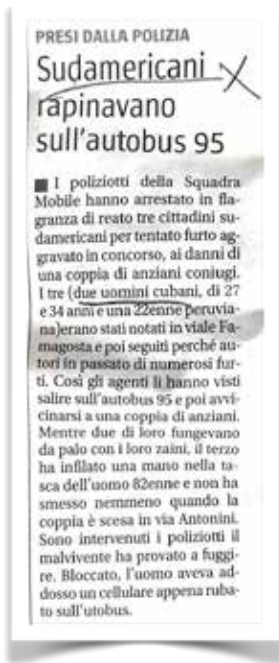 PRESI DALLA POLIZIA
Sudamericani
rapinavano
sull'autobus 95
■ I poliziotti della Squadra
Mobile hanno arrestato in fla-
granza di reato tre cittadini su-
damericani per tentato furto ag-
gravato in concorso, ai danni di
una coppia di anziani coniugi.
I tre (due uomini cubani, di 27
e 34 anni e una 22enne peruvia-
na)erano stati notati in viale Fa-
magosta e poi seguiti perché au-
tori in passato di numerosi fur-
ti. Così gli agenti li hanno visti
salire sull'autobus 95 e poi avvi-
cinarsi a una coppia di anziani.
Mentre due di loro fungevano
da palo con i loro zaini, il terzo
ha infilato una mano nella ta-
sca dell'uomo 82enne e non ha
smesso nemmeno quando la
coppia è scesa in via Antonini.
Sono intervenuti i poliziotti il
malvivente ha provato a fuggi-
re. Bloccato, l'uomo aveva ad-
dosso un cellulare appena ruba-
to sull'utobus.